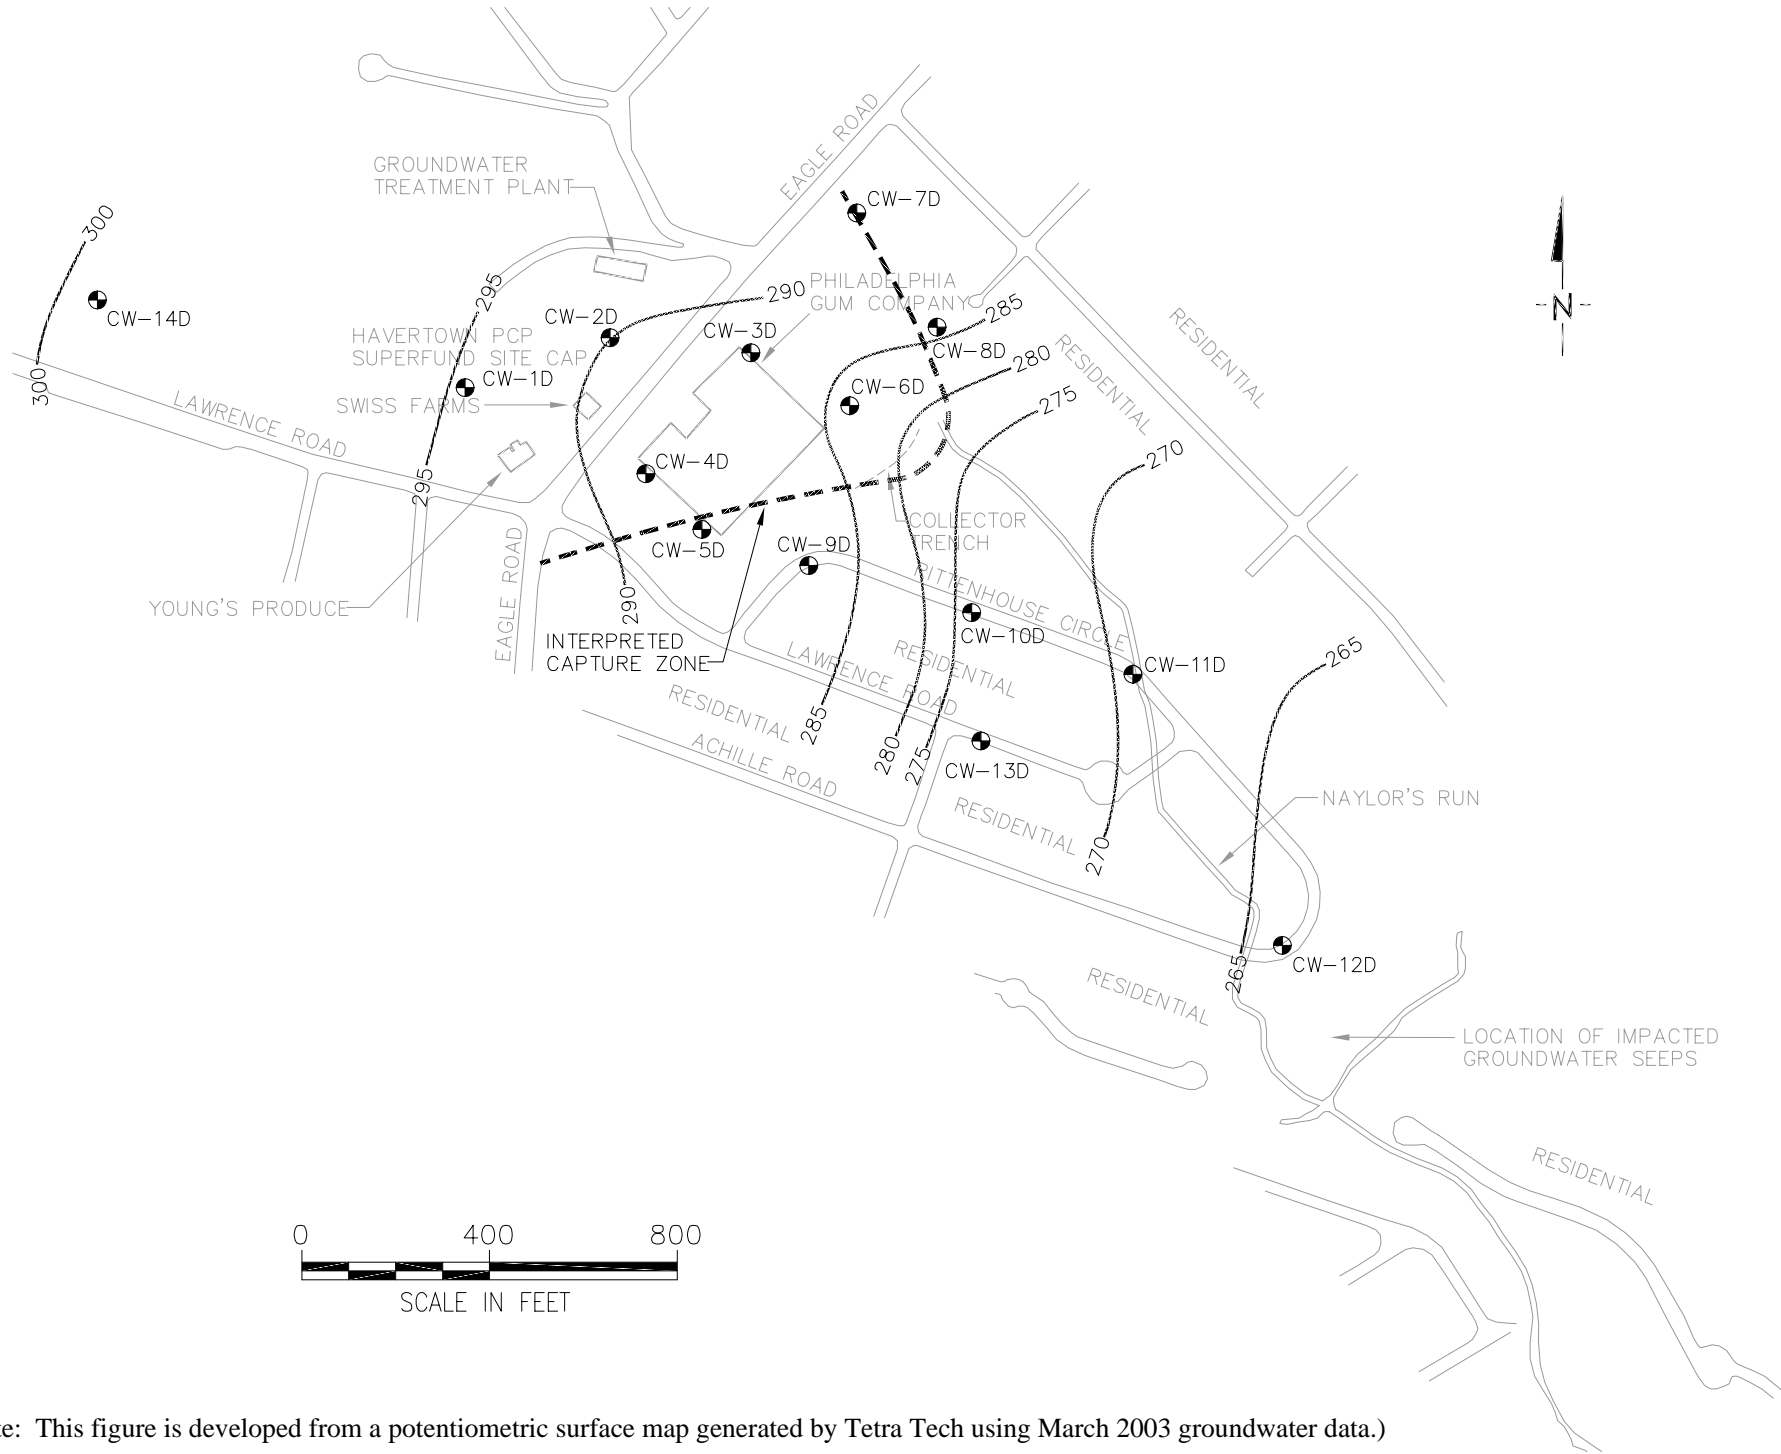 EAGLE ROAD
GROUNDWATER
TREATMENT PLANT
CW-7D
300
CW-14D
295
290
PHILADELPHIA
GUM COMPANY
285
N
HAVERTOWN PCP
SUPERFUND SITE CAP
CW-2D
CW-3D
CW-8D
280
RESIDENTIAL
RESIDENTIAL
CW-1D
SWISS FARMS
CW-6D
275
300
LAWRENCE ROAD
CW-4D
270
295
COLLECTOR
TRENCH
CW-5D
CW-9D
EAGLE ROAD
YOUNG'S PRODUCE
290
INTERPRETED
CAPTURE ZONE
RITTENHOUSE CIRCLE
CW-10D
RESIDENTIAL
LAWRENCE ROAD
CW-11D
265
RESIDENTIAL
285
280
275
ACHILLE ROAD
CW-13D
RESIDENTIAL
NAYLOR'S RUN
270
265
CW-12D
RESIDENTIAL
LOCATION OF IMPACTED
GROUNDWATER SEEPS
RESIDENTIAL
0 400 800
SCALE IN FEET
te: This figure is developed from a potentiometric surface map generated by Tetra Tech using March 2003 groundwater data.)